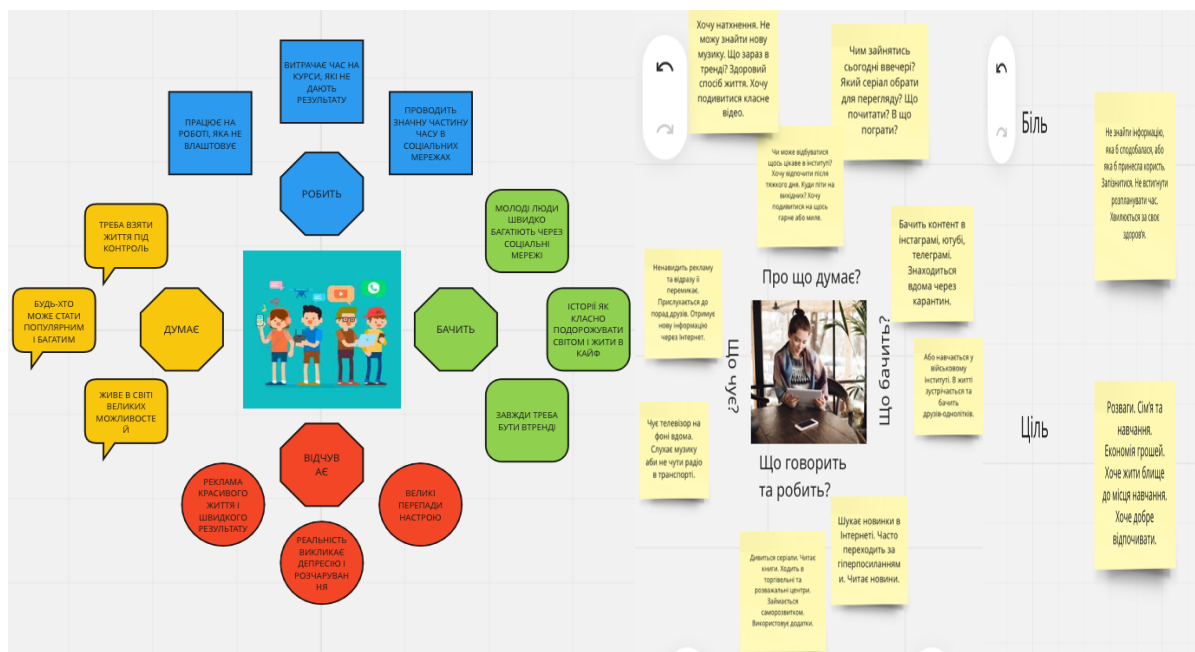 ВИТРАЧАЄ ЧАС НА
КУРСИ, ЯКІ НЕ
ДАЮТЬ
РЕЗУЛЬТАТУ
ПРАЦЮЄ НА
РОБОТІ, ЯКА НЕ
ВЛАШТОВУЄ
ПРОВОДИТЬ
ЗНАЧНУ ЧАСТИНУ
ЧАСУ В
СОЦІАЛЬНИХ
МЕРЕЖАХ
РОБИТЬ
ТРЕБА ВЗЯТИ
ЖИТТЯ ПІД
КОНТРОЛЬ
БУДЬ-ХТО
МОЖЕ СТАТИ
ПОПУЛЯРНИМ
І БАГАТИМ
ЖИВЕ В СВІТІ
ВЕЛИКИХ
МОЖЛИВОСТЕ
Й
ДУМАЄ
БАЧИТЬ
МОЛОДІ ЛЮДИ
ШВИДКО
БАГАТІЮТЬ ЧЕРЕЗ
СОЦІАЛЬНІ
МЕРЕЖІ
ІСТОРІЇ ЯК
КЛАСНО
ПОДОРОЖУВАТИ
СВІТОМ І ЖИТИ В
КАЙФ
ЗАВЖДИ ТРЕБА
БУТИ ВТРЕНДІ
ВІДЧУВ
АЄ
РЕКЛАМА
КРАСИВОГО
ЖИТТЯ І
ШВИДКОГО
РЕЗУЛЬТАТУ
РЕАЛЬНІСТЬ
ВИКЛИКАЄ
ДЕПРЕСІЮ І
РОЗЧАРУВАН
НЯ
ВЕЛИКІ
ПЕРЕПАДИ
НАСТРОЮ
Хочу натхнення. Не
можу знайти нову
музику. Що зараз в
тренді? Здоровий
спосіб життя. Хочу
подивитися класне
відео.
Чим зайнятись
сьогодні ввечері?
Який серіал обрати
для перегляду? Що
почитати? В що
пограти?
Чи може відбуватися
щось цікаве в інституті?
Хочу відпочити після
тяжкого дня. Куди піти на
вихідних? Хочу
подивитися на щось
гарне або миле.
Про що думає?
Ненавидить рекламу
та відразу її
перемикає.
Прислухається до
порад друзів. Отримує
нову інформацію
через Інтернет.
Що чує?
Чує телевізор на
фоні вдома.
Слухає музику
аби не чути радіо
в транспорті.
Що бачить?
Бачить контент в
інстаграмі, ютубі,
телеграмі.
Знаходиться
вдома через
карантин.
Або навчається у
військовому
інституті. В житті
зустрічається та
бачить
друзів-однолітків.
Що говорить
та робить?
Дивиться серіали. Читає
книги. Ходить в
торгівельні та
розважальні центри.
Займається
саморозвитком.
Використовує додатки.
Шукає новинки в
Інтернеті. Часто
переходить за
гіперпосиланням
и. Читає новини.
Біль
Не знайти інформацію,
яка б сподобалася, або
яка б принесла користь.
Запізнитися. Не встигнути
розпланувати час.
Хвилюється за своє
здоров'я.
Ціль
Розваги. Сім'я та
навчання.
Економія грошей.
Хоче жити ближще
до місця навчання.
Хоче добре
відпочивати.